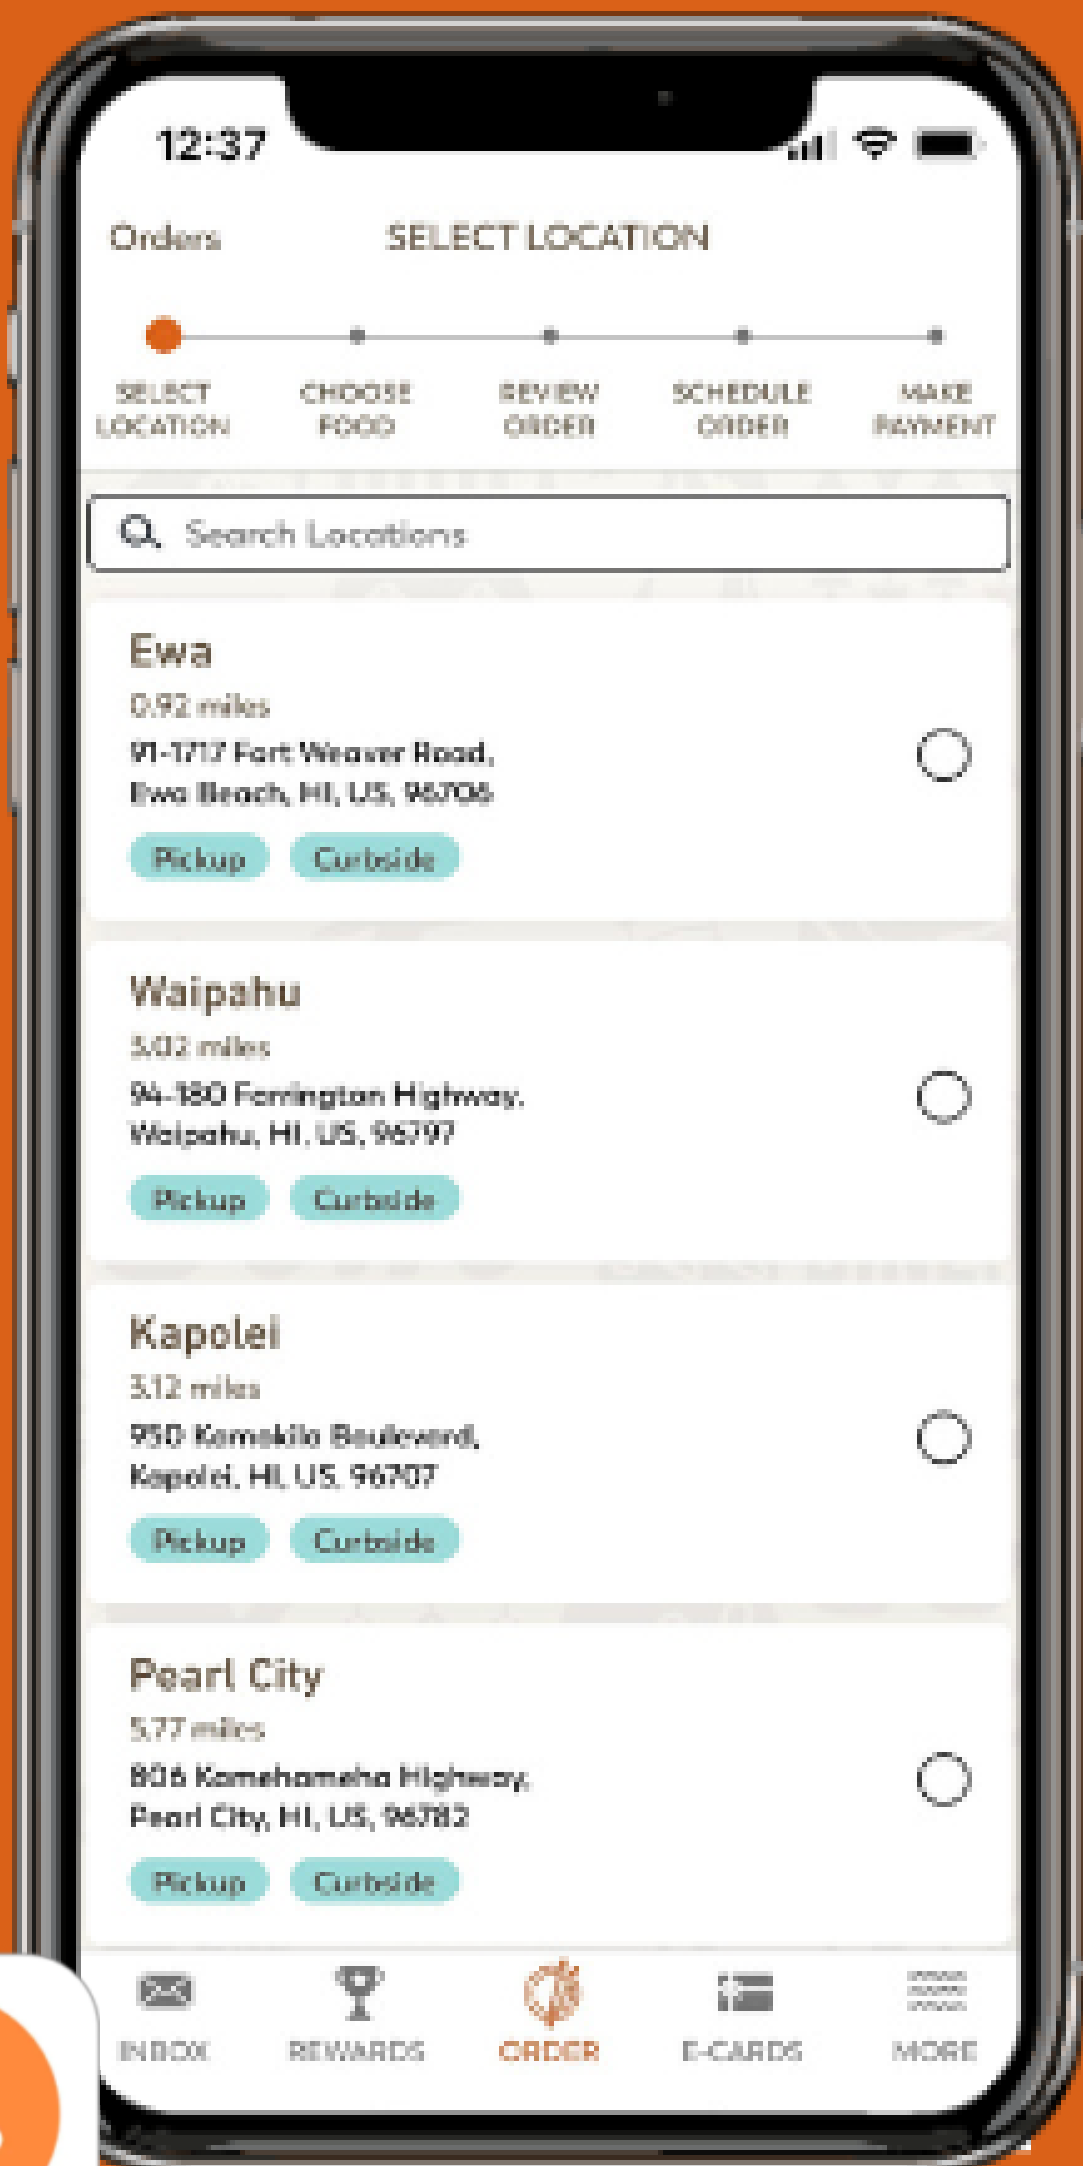 12:37
Orders SELECT LOCATION
SELECT LOCATION
CHOOSE FOOD
REVIEW ORDER
SCHEDULE ORDER
MAKE PAYMENT
Search Locations
Ewa
0.92 miles
91-1717 Fort Weaver Road,
Ewa Beach, HI, US, 96706
Pickup Curbside
Waipahu
3.02 miles
94-180 Farrington Highway,
Waipahu, HI, US, 96797
Pickup Curbside
Kapolei
3.12 miles
950 Kamokila Boulevard,
Kapolei, HI, US, 96707
Pickup Curbside
Pearl City
5.77 miles
806 Kamehameha Highway,
Pearl City, HI, US, 96782
Pickup Curbside
INBOX REWARDS ORDER E-CARDS MORE